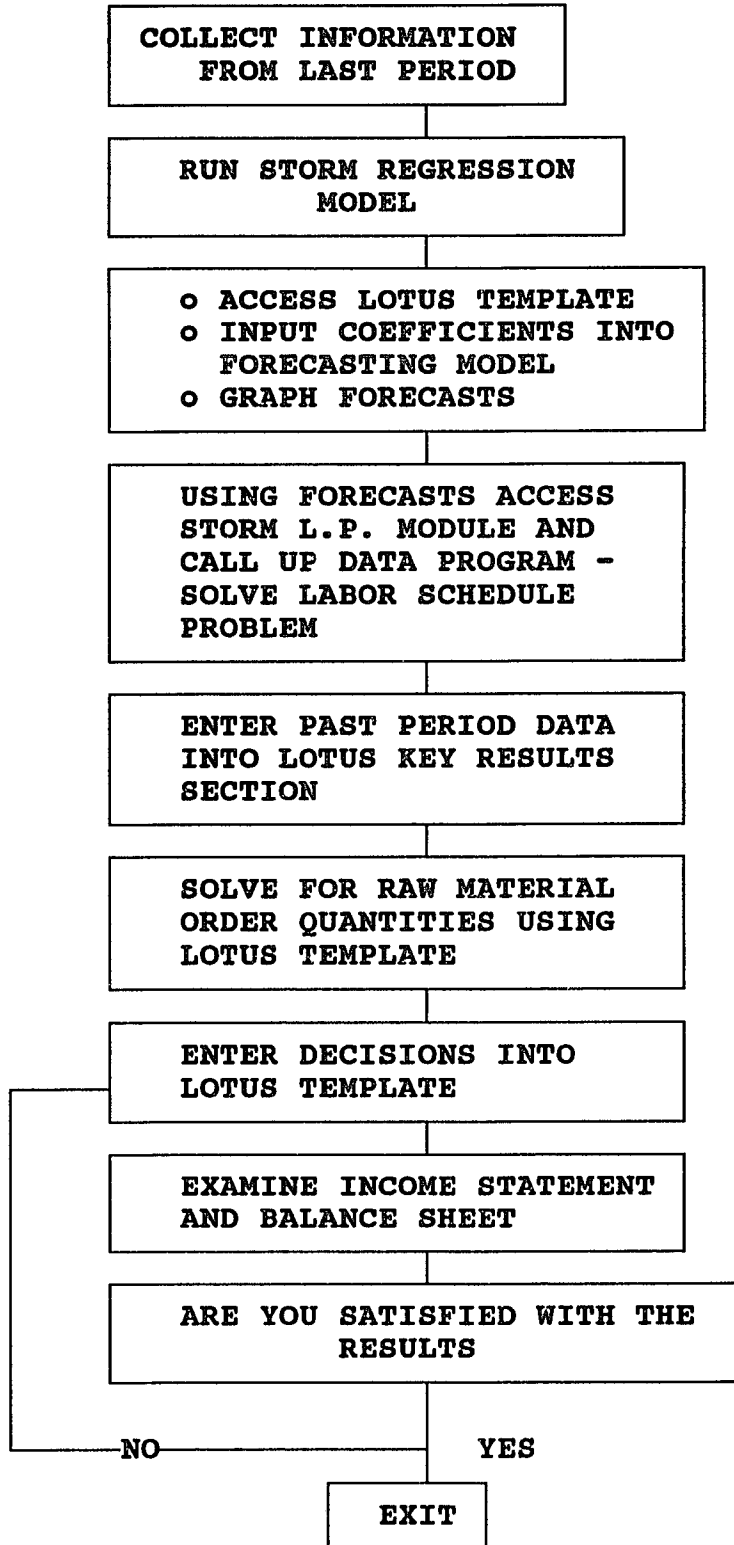 COLLECT INFORMATION
FROM LAST PERIOD
RUN STORM REGRESSION
MODEL
o ACCESS LOTUS TEMPLATE
o INPUT COEFFICIENTS INTO
FORECASTING MODEL
o GRAPH FORECASTS
USING FORECASTS ACCESS
STORM L.P. MODULE AND
CALL UP DATA PROGRAM -
SOLVE LABOR SCHEDULE
PROBLEM
ENTER PAST PERIOD DATA
INTO LOTUS KEY RESULTS
SECTION
SOLVE FOR RAW MATERIAL
ORDER QUANTITIES USING
LOTUS TEMPLATE
ENTER DECISIONS INTO
LOTUS TEMPLATE
EXAMINE INCOME STATEMENT
AND BALANCE SHEET
ARE YOU SATISFIED WITH THE
RESULTS
NO YES
EXIT